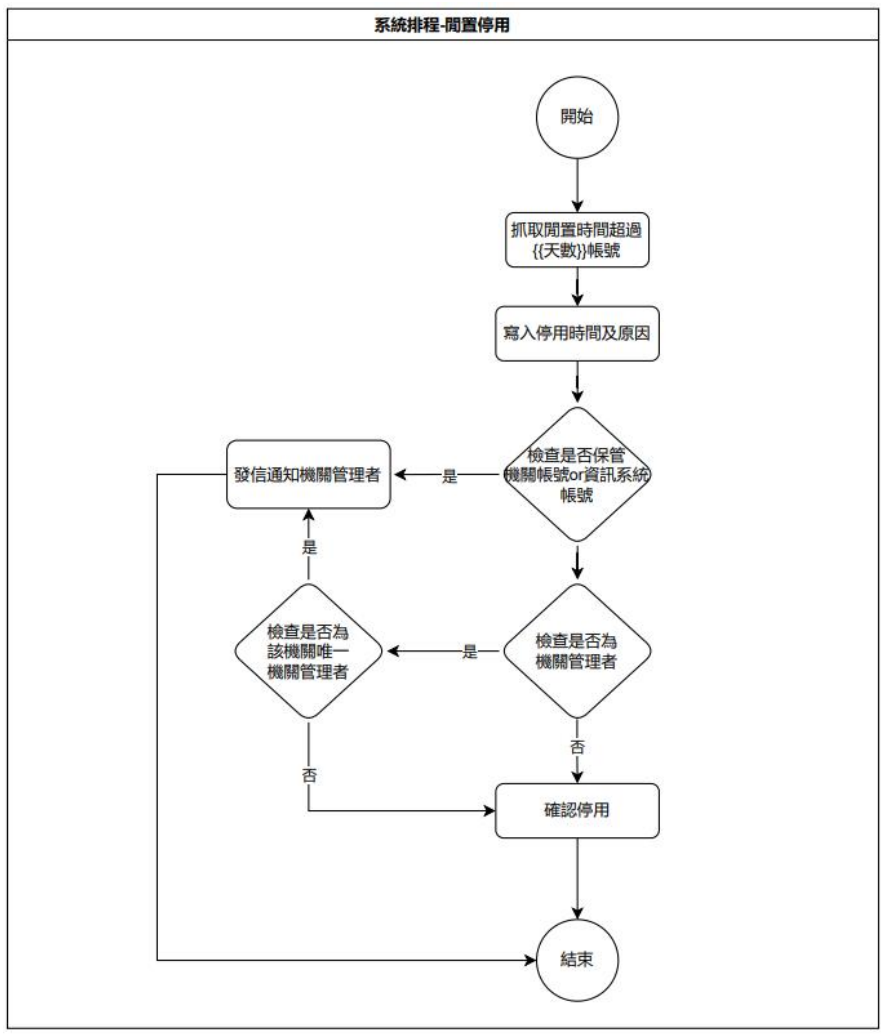 系統排程-閒置停用
開始
抓取閒置時間超過
{{天數}}帳號
寫入停用時間及原因
檢查是否保管
機關帳號or資訊系統
帳號
是
發信通知機關管理者
是
檢查是否為
該機關唯一
機關管理者
是
檢查是否為
機關管理者
否
否
確認停用
結束